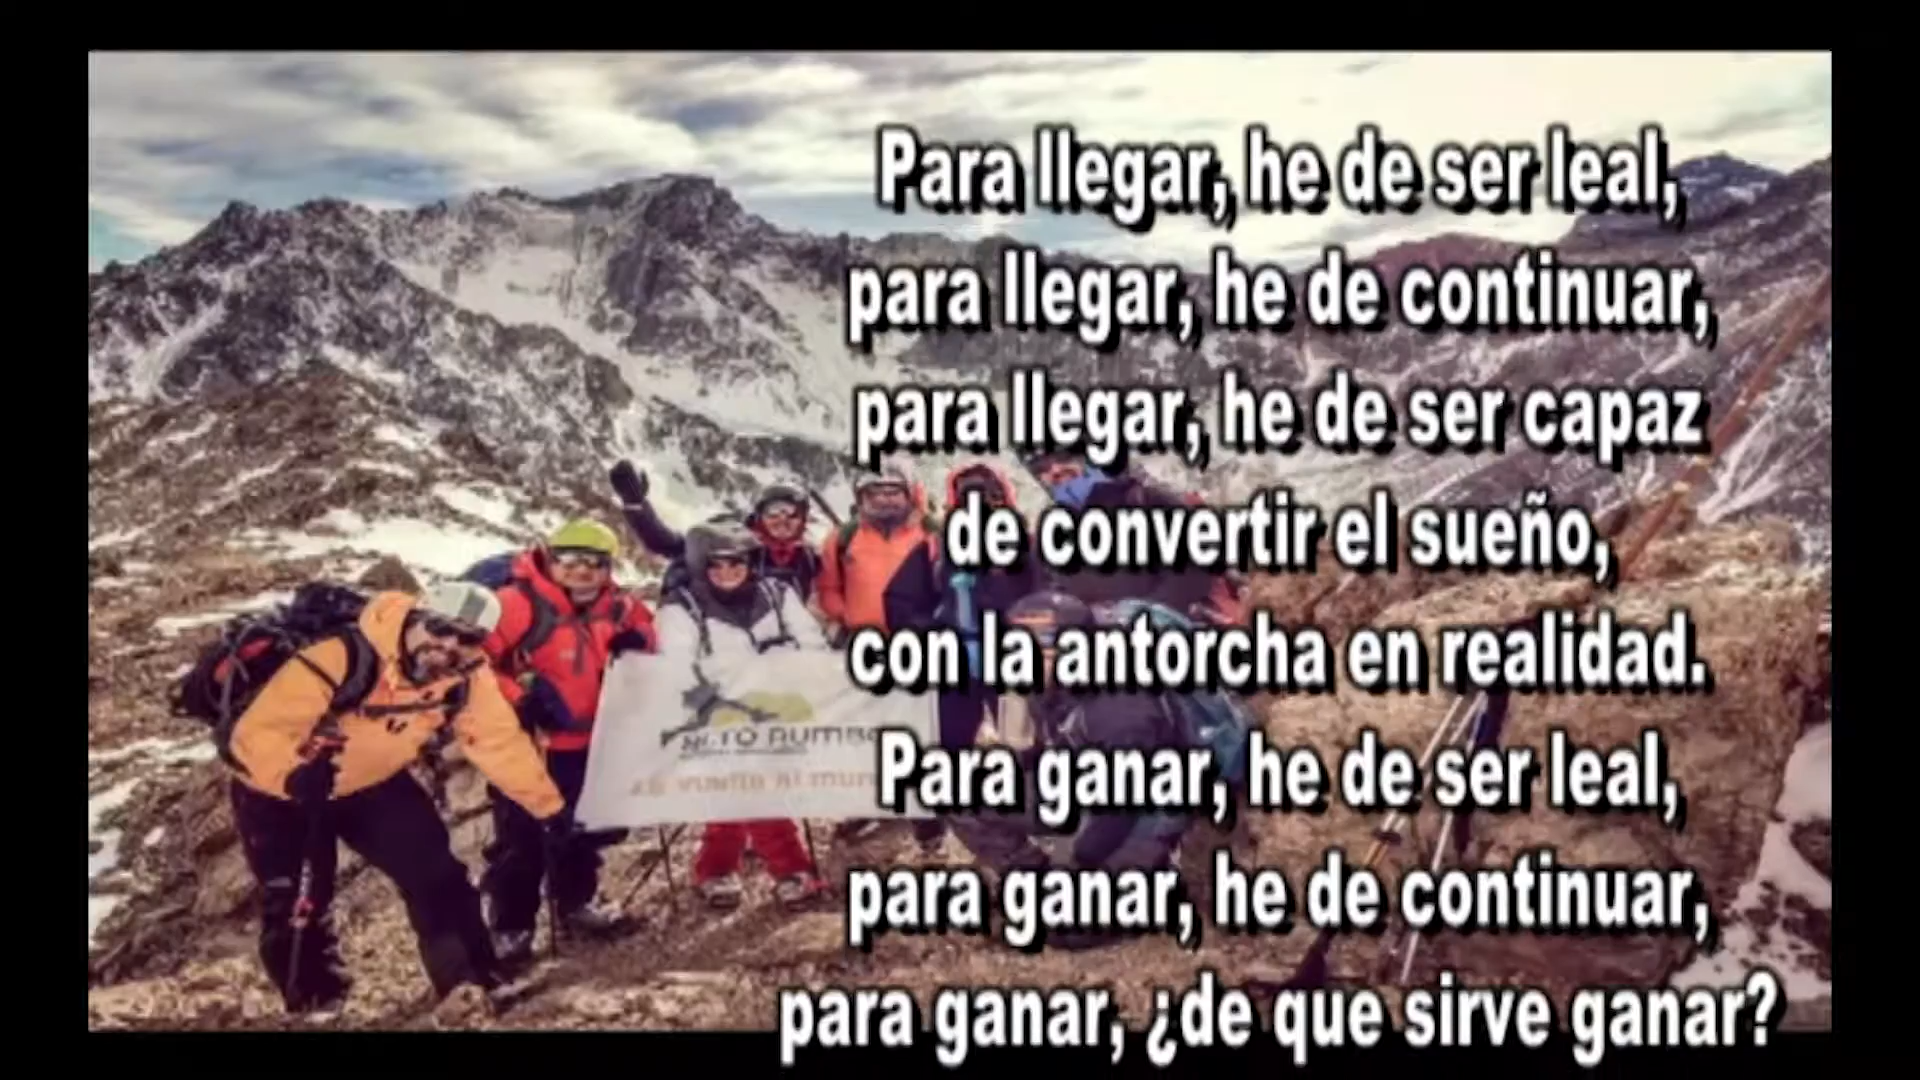 Para llegar, he de ser leal,
para llegar, he de continuar,
para llegar, he de ser capaz
de convertir el sueño,
con la antorcha en realidad.
Para ganar, he de ser leal,
para ganar, he de continuar,
para ganar, ¿de que sirve ganar?